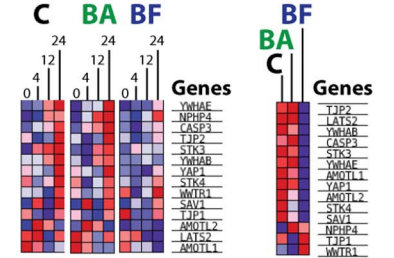 C BA BF
24 24 24
12 12 12
4 4 4
0 0 0 Genes
YWHAE
NPHP4
CASP3
TJP2
STK3
YWHAB
YAP1
STK4
WWTR1
SAV1
TJP1
AMOTL2
LATS2
AMOTL1
BF
BA
C Genes
TJP2
LATS2
YWHAB
CASP3
STK3
YWHAE
AMOTL1
YAP1
AMOTL2
STK4
SAV1
NPHP4
TJP1
WWTR1